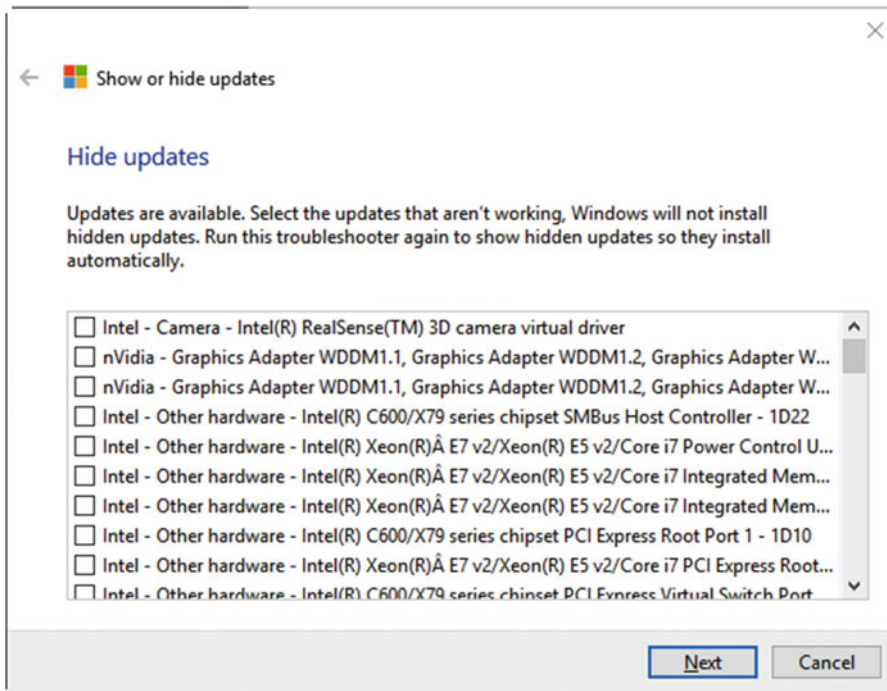 Show or hide updates
Hide updates
Updates are available. Select the updates that aren't working, Windows will not install
hidden updates. Run this troubleshooter again to show hidden updates so they install
automatically.
Intel - Camera - Intel(R) RealSense(TM) 3D camera virtual driver
nVidia - Graphics Adapter WDDM1.1, Graphics Adapter WDDM1.2, Graphics Adapter W...
nVidia - Graphics Adapter WDDM1.1, Graphics Adapter WDDM1.2, Graphics Adapter W...
Intel - Other hardware - Intel(R) C600/X79 series chipset SMBus Host Controller - 1D22
Intel - Other hardware - Intel(R) Xeon(R)Â E7 v2/Xeon(R) E5 v2/Core i7 Power Control U...
Intel - Other hardware - Intel(R) Xeon(R)Â E7 v2/Xeon(R) E5 v2/Core i7 Integrated Mem...
Intel - Other hardware - Intel(R) Xeon(R)Â E7 v2/Xeon(R) E5 v2/Core i7 Integrated Mem...
Intel - Other hardware - Intel(R) C600/X79 series chipset PCI Express Root Port 1 - 1D10
Intel - Other hardware - Intel(R) Xeon(R)Â E7 v2/Xeon(R) E5 v2/Core i7 PCI Express Root...
Intel - Other hardware - Intel(R) C600/X79 series chipset PCI Express Virtual Switch Port
Next Cancel